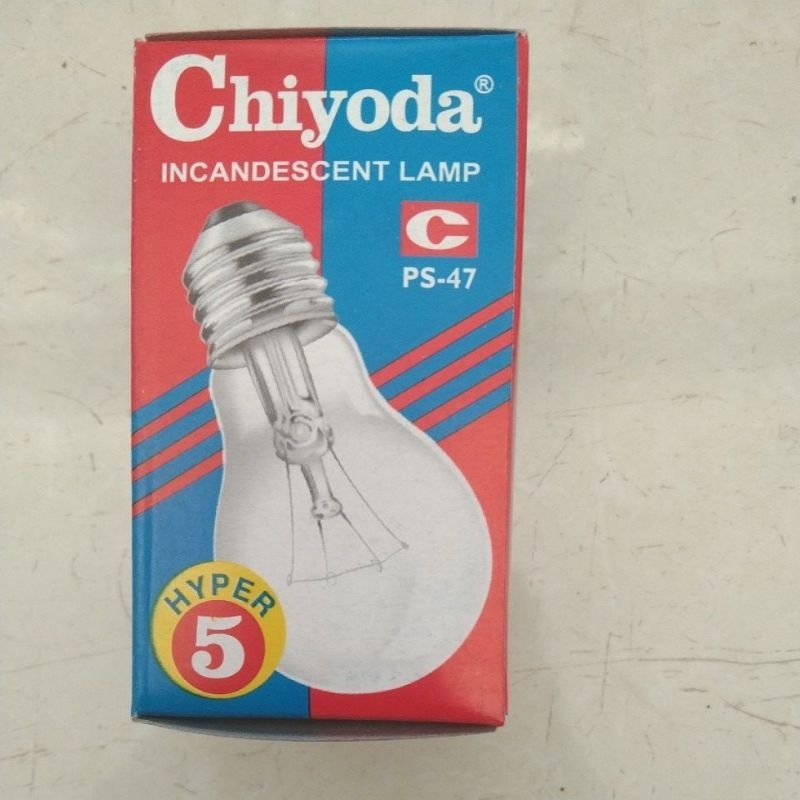 Chiyoda®
INCANDESCENT LAMP
C
PS-47
HYPER
5